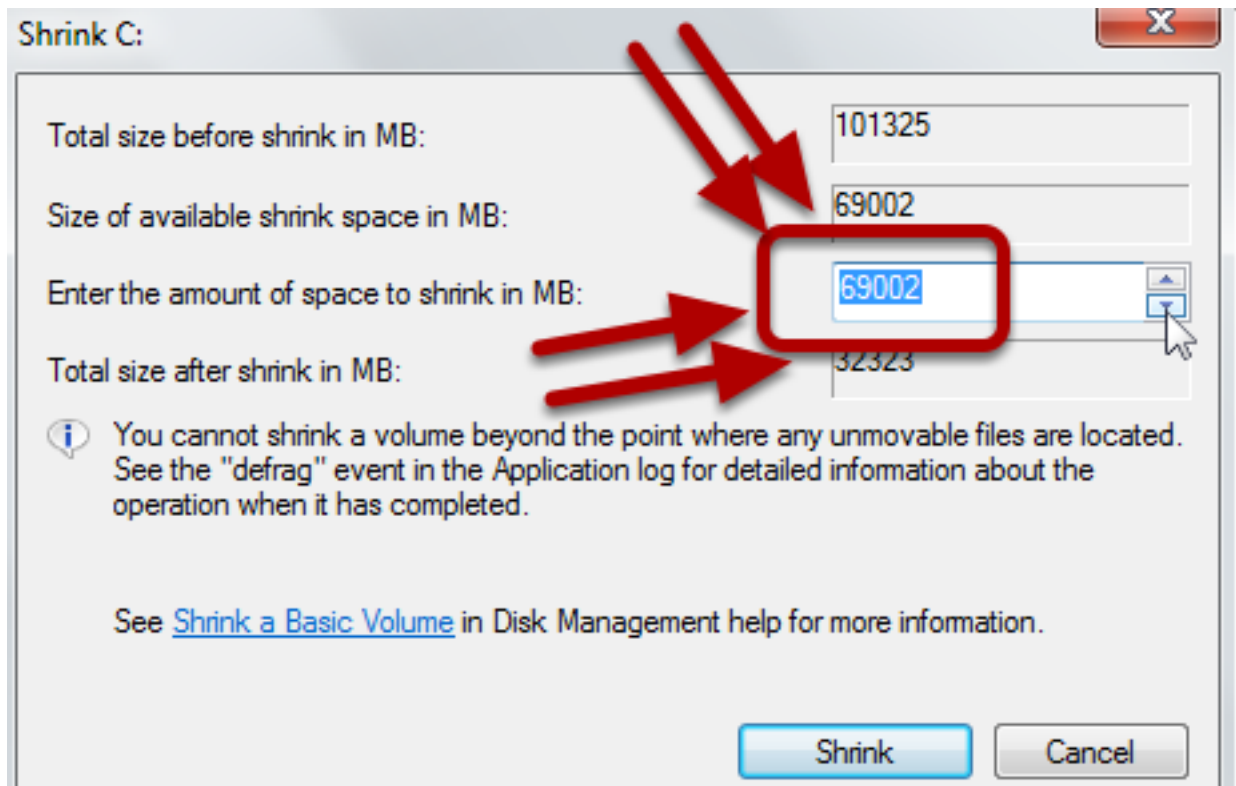 Shrink C:
Total size before shrink in MB: 101325
Size of available shrink space in MB: 69002
Enter the amount of space to shrink in MB: 69002
Total size after shrink in MB: 32323
You cannot shrink a volume beyond the point where any unmovable files are located.
See the "defrag" event in the Application log for detailed information about the
operation when it has completed.
See Shrink a Basic Volume in Disk Management help for more information.
Shrink Cancel